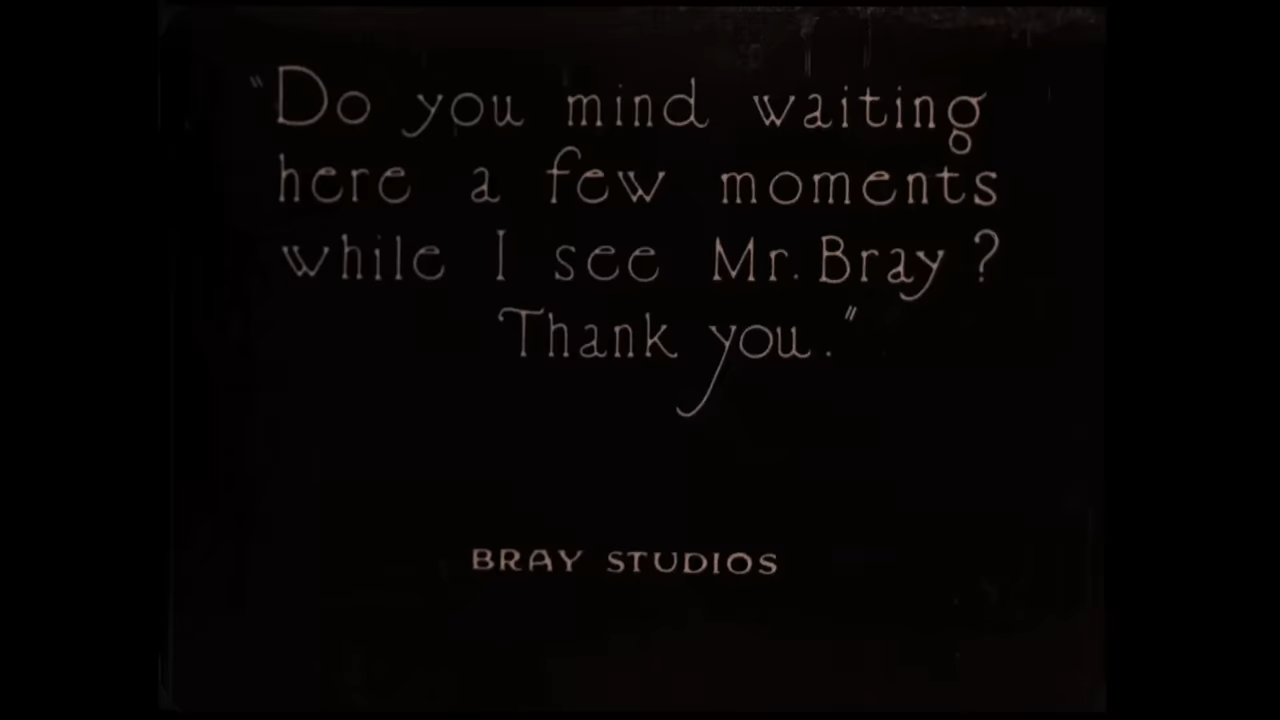 "Do you mind waiting
here a few moments
while I see Mr. Bray?
Thank you."
BRAY STUDIOS